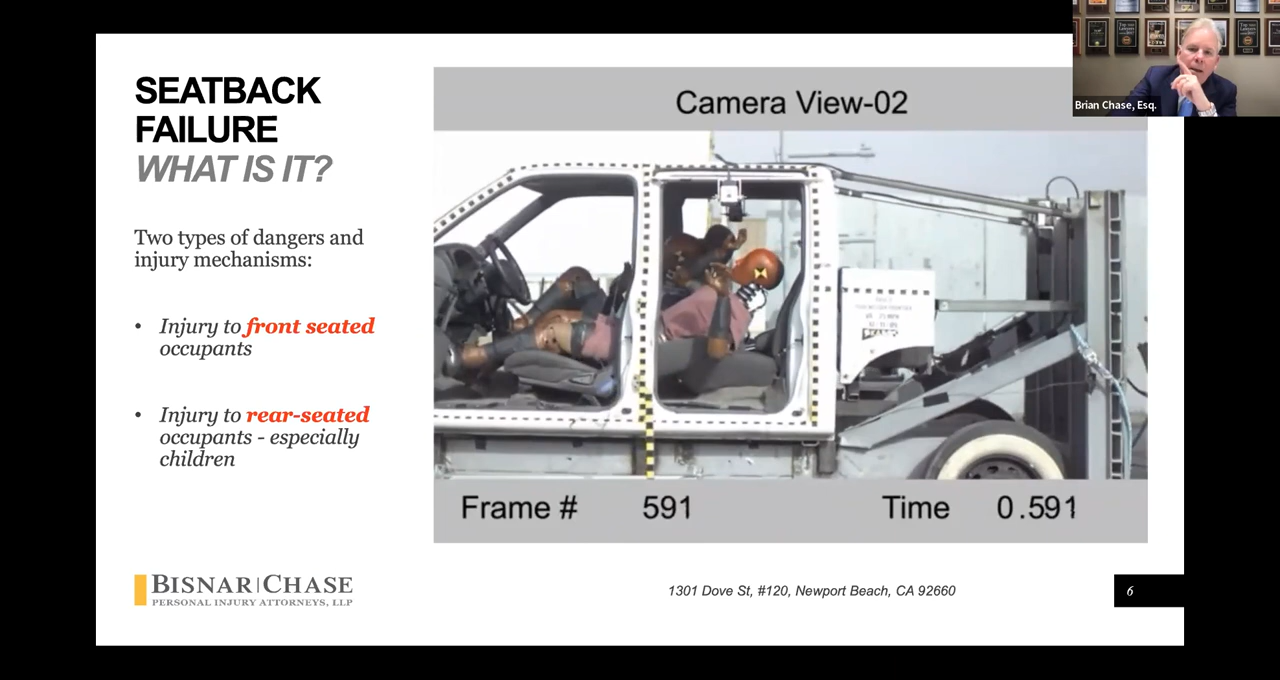 SEATBACK
FAILURE
WHAT IS IT?
Two types of dangers and
injury mechanisms:
• Injury to front seated
occupants
• Injury to rear-seated
occupants - especially
children
Camera View-02
Frame # 591 Time 0.591
Brian Chase, Esq.
BISNAR|CHASE
PERSONAL INJURY ATTORNEYS, LLP
1301 Dove St, #120, Newport Beach, CA 92660
6